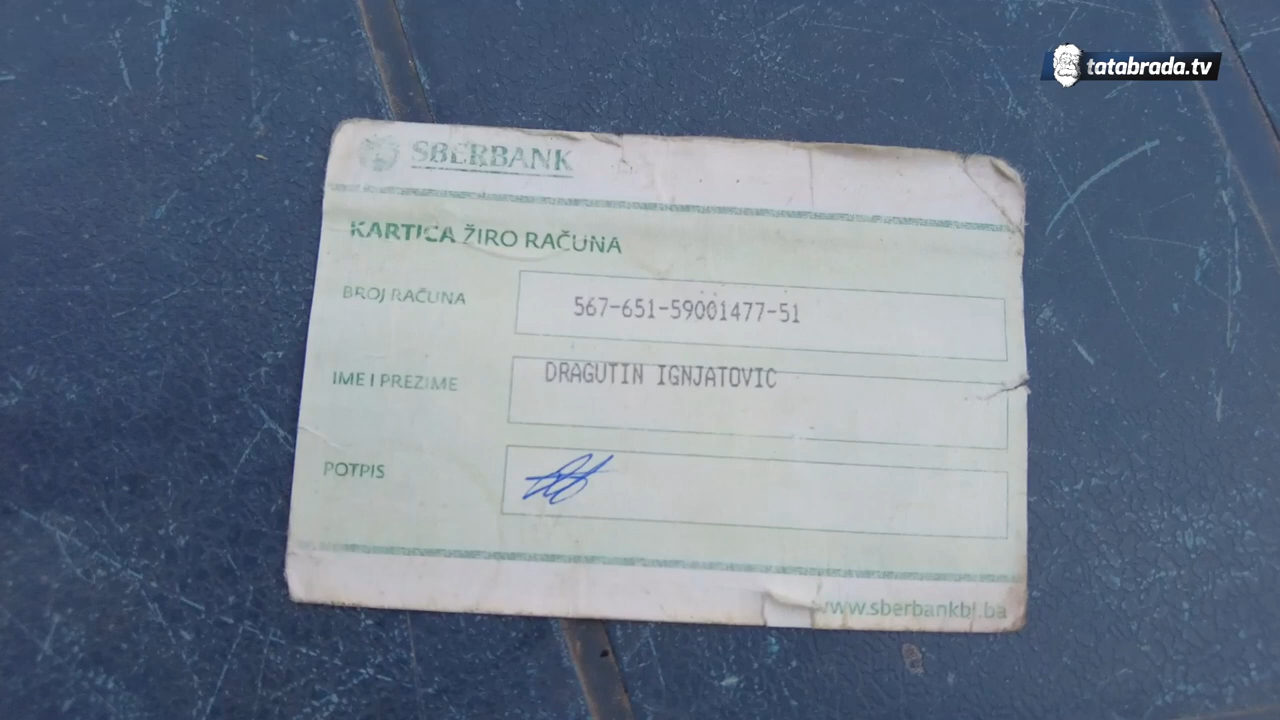 tatabrada.tv
SBERBANK
KARTICA ŽIRO RAČUNA
BROJ RAČUNA 567-651-59001477-51
IME I PREZIME DRAGUTIN IGNJATOVIC
POTPIS
www.sberbankbl.ba